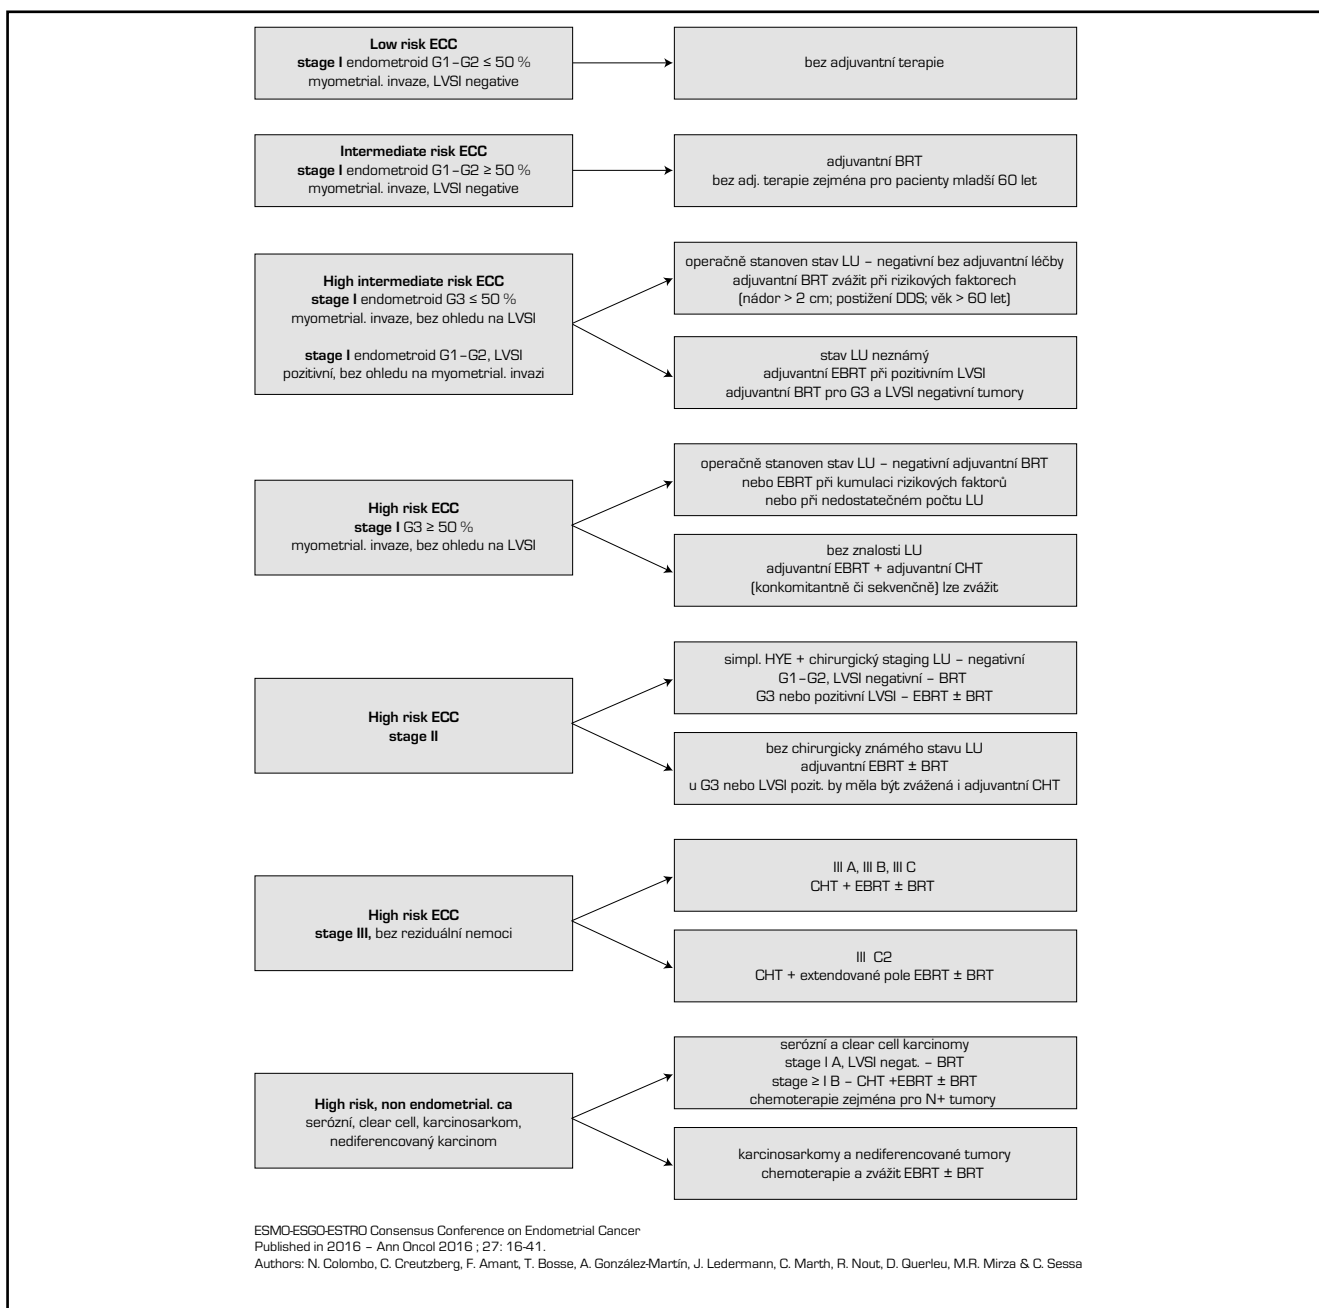 Low risk ECC
stage I endometroid G1–G2 ≤ 50 %
myometrial. invaze, LVSI negative
bez adjuvantní terapie
Intermediate risk ECC
stage I endometroid G1–G2 ≥ 50 %
myometrial. invaze, LVSI negative
adjuvantní BRT
bez adj. terapie zejména pro pacienty mladší 60 let
High intermediate risk ECC
stage I endometroid G3 ≤ 50 %
myometrial. invaze, bez ohledu na LVSI
stage I endometroid G1–G2, LVSI
pozitivní, bez ohledu na myometrial. invazi
operačně stanoven stav LU – negativní bez adjuvantní léčby
adjuvantní BRT zvážit při rizikových faktorech
(nádor > 2 cm; postižení DDS; věk > 60 let)
stav LU neznámý
adjuvantní EBRT při pozitivním LVSI
adjuvantní BRT pro G3 a LVSI negativní tumory
High risk ECC
stage I G3 ≥ 50 %
myometrial. invaze, bez ohledu na LVSI
operačně stanoven stav LU – negativní adjuvantní BRT
nebo EBRT při kumulaci rizikových faktorů
nebo při nedostatečném počtu LU
bez znalosti LU
adjuvantní EBRT + adjuvantní CHT
(konkomitantně či sekvenčně) lze zvážit
High risk ECC
stage II
simpl. HYE + chirurgický staging LU – negativní
G1–G2, LVSI negativní – BRT
G3 nebo pozitivní LVSI – EBRT ± BRT
bez chirurgicky známého stavu LU
adjuvantní EBRT ± BRT
u G3 nebo LVSI pozit. by měla být zvážená i adjuvantní CHT
High risk ECC
stage III, bez reziduální nemoci
III A, III B, III C
CHT + EBRT ± BRT
III C2
CHT + extendované pole EBRT ± BRT
High risk, non endometrial. ca
serózní, clear cell, karcinosarkom,
nediferencovaný karcinom
serózní a clear cell karcinomy
stage I A, LVSI negat. – BRT
stage ≥ I B – CHT +EBRT ± BRT
chemoterapie zejména pro N+ tumory
karcinosarkomy a nediferencované tumory
chemoterapie a zvážit EBRT ± BRT
ESMO-ESGO-ESTRO Consensus Conference on Endometrial Cancer
Published in 2016 – Ann Oncol 2016 ; 27: 16-41.
Authors: N. Colombo, C. Creutzberg, F. Amant, T. Bosse, A. González-Martín, J. Ledermann, C. Marth, R. Nout, D. Querleu, M.R. Mirza & C. Sessa